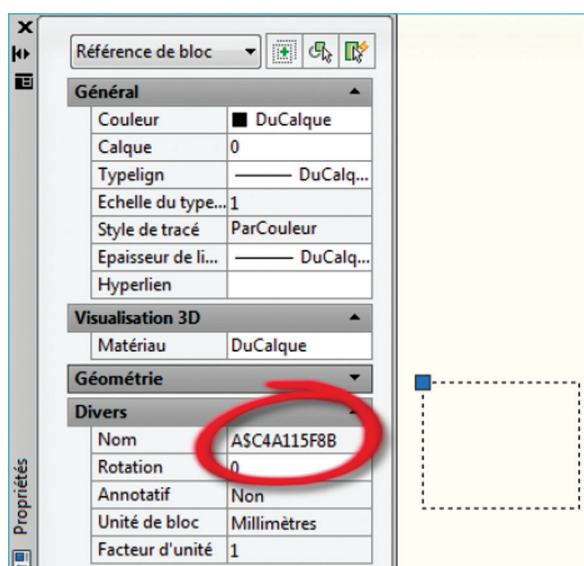 Référence de bloc
Général
Couleur DuCalque
Calque 0
Typelign DuCalq...
Echelle du type... 1
Style de tracé ParCouleur
Epaisseur de li... DuCalq...
Hyperlien
Visualisation 3D
Matériau DuCalque
Géométrie
Divers
Nom A$C4A115F8B
Rotation 0
Annotatif Non
Unité de bloc Millimètres
Facteur d'unité 1
Propriétés